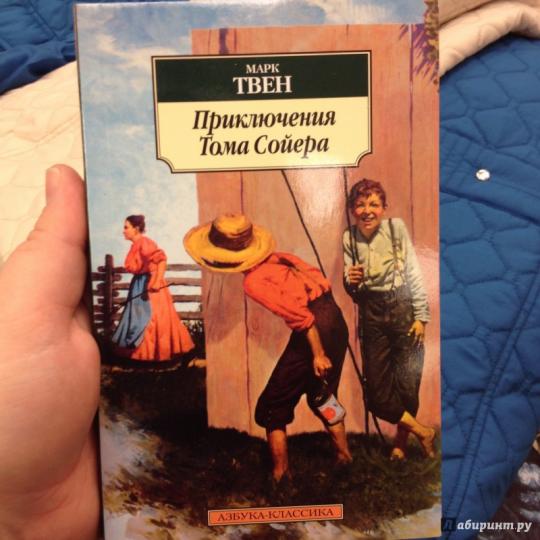 МАРК
ТВЕН
Приключения
Тома Сойера
АЗБУКА-КЛАССИКА
Лабиринт.ру